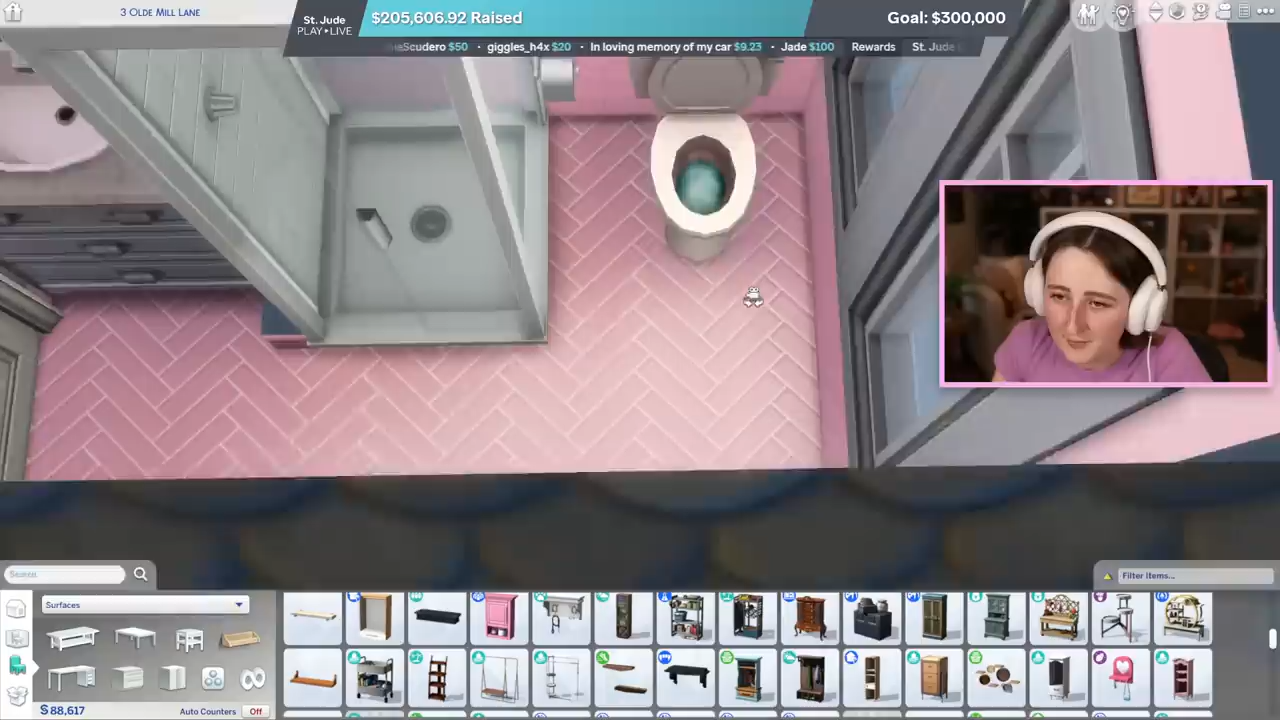 3 OLDE MILL LANE
St. Jude
PLAY LIVE
$205,606.92 Raised
Goal: $300,000
Scudero $50 · giggles_h4x $20 · In loving memory of my car $9.23 · Jade $100 Rewards St. Jude
Search...
Filter Items...
Surfaces
$88,617
Auto Counters Off